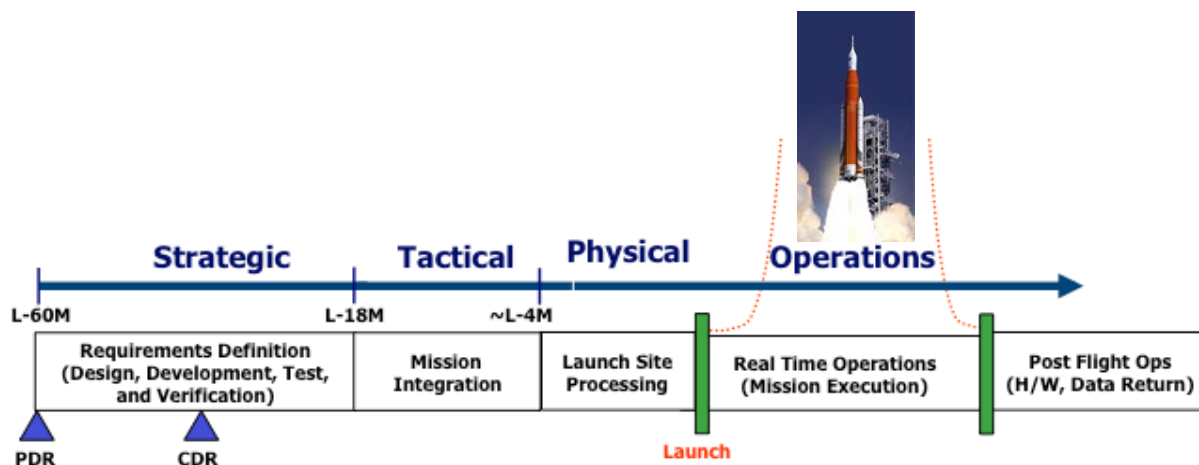 Strategic
Tactical
Physical
Operations
L-60M
L-18M
~L-4M
Requirements Definition
(Design, Development, Test,
and Verification)
Mission
Integration
Launch Site
Processing
Real Time Operations
(Mission Execution)
Post Flight Ops
(H/W, Data Return)
PDR
CDR
Launch